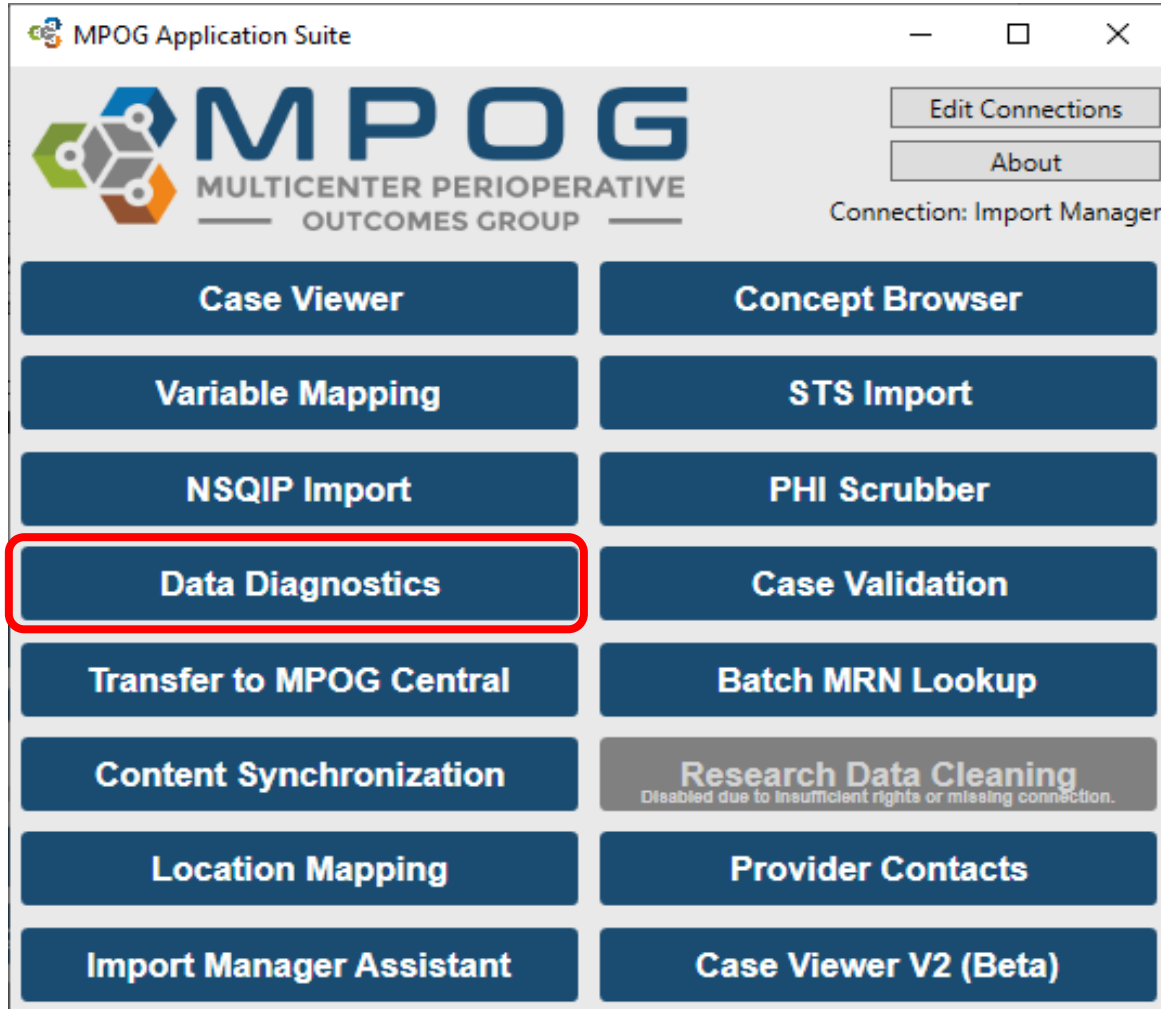 MPOG Application Suite
MPOG
MULTICENTER PERIOPERATIVE
OUTCOMES GROUP
Edit Connections
About
Connection: Import Manager
Case Viewer
Concept Browser
Variable Mapping
STS Import
NSQIP Import
PHI Scrubber
Data Diagnostics
Case Validation
Transfer to MPOG Central
Batch MRN Lookup
Content Synchronization
Research Data Cleaning
Disabled due to insufficient rights or missing connection.
Location Mapping
Provider Contacts
Import Manager Assistant
Case Viewer V2 (Beta)